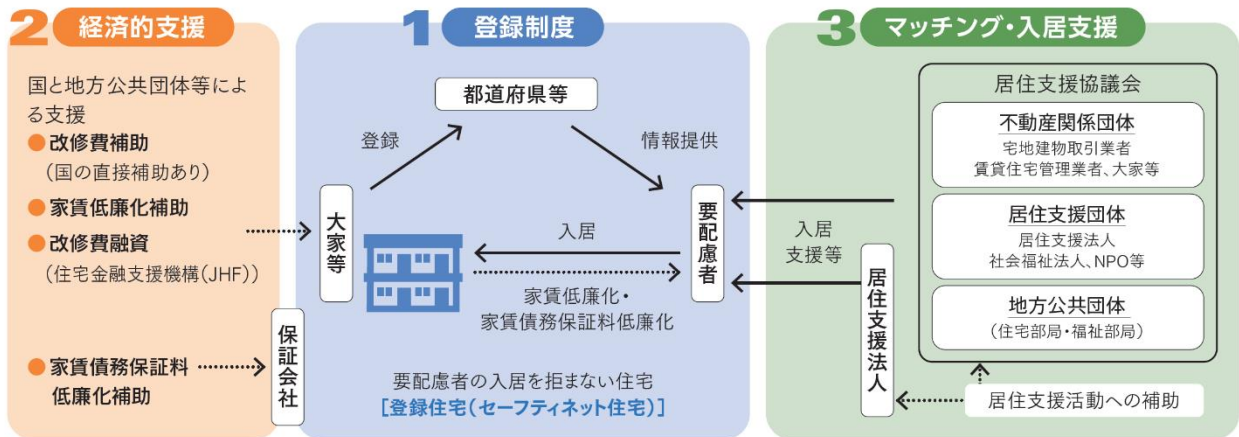 2 経済的支援
国と地方公共団体等によ
る支援
●改修費補助
（国の直接補助あり）
●家賃低廉化補助
●改修費融資
（住宅金融支援機構（JHF））
●家賃債務保証料
低廉化補助
保証会社
1 登録制度
都道府県等
登録
情報提供
大家等
要配慮者
入居
家賃低廉化・
家賃債務保証料低廉化
要配慮者の入居を拒まない住宅
［登録住宅（セーフティネット住宅）］
3 マッチング・入居支援
入居
支援等
居住支援法人
居住支援協議会
不動産関係団体
宅地建物取引業者
賃貸住宅管理業者、大家等
居住支援団体
居住支援法人
社会福祉法人、NPO等
地方公共団体
（住宅部局・福祉部局）
居住支援活動への補助